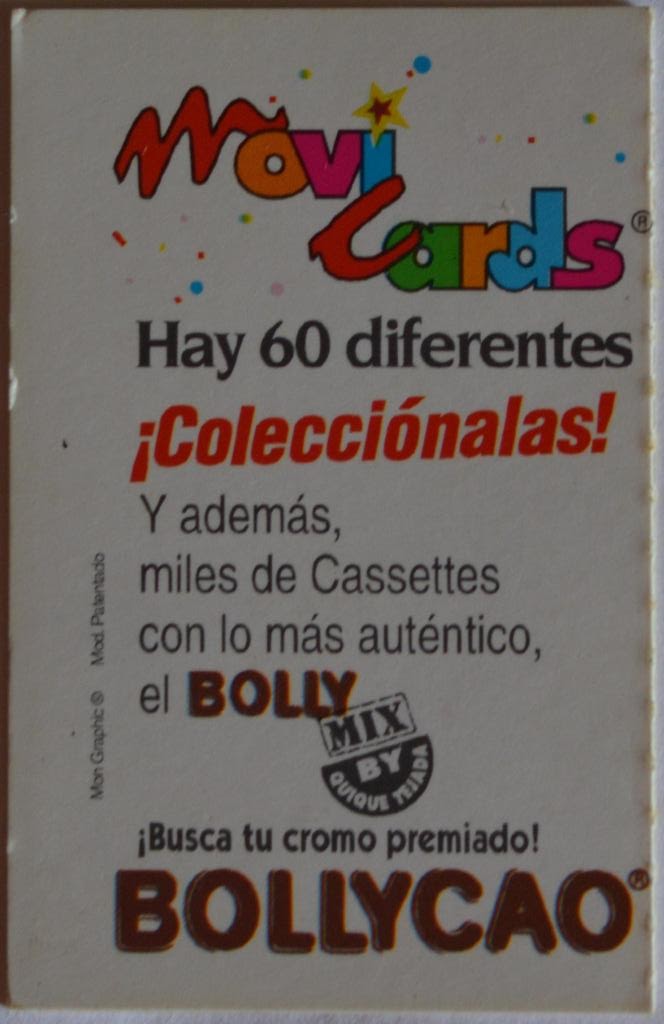 Movi
Cards®
Hay 60 diferentes
¡Colecciónalas!
Y además,
miles de Cassettes
con lo más auténtico,
el BOLLY
MIX
BY
QUIQUE TEJADA
¡Busca tu cromo premiado!
BOLLYCAO®
Mon Graphic © Mod. Patentado